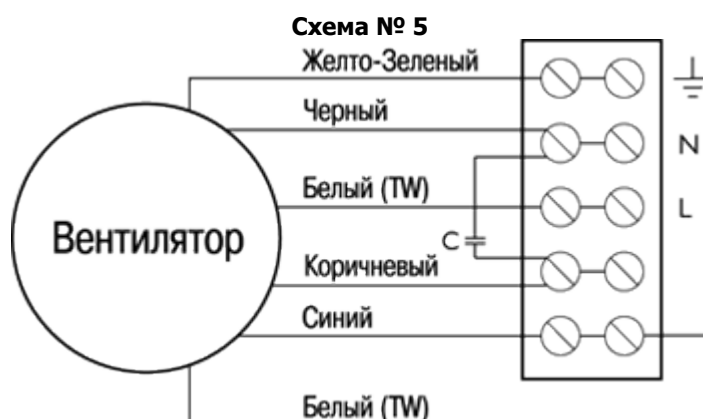 Схема № 5
Желто-Зеленый
Черный
N
Белый (TW)
L
C
Вентилятор
Коричневый
Синий
Белый (TW)